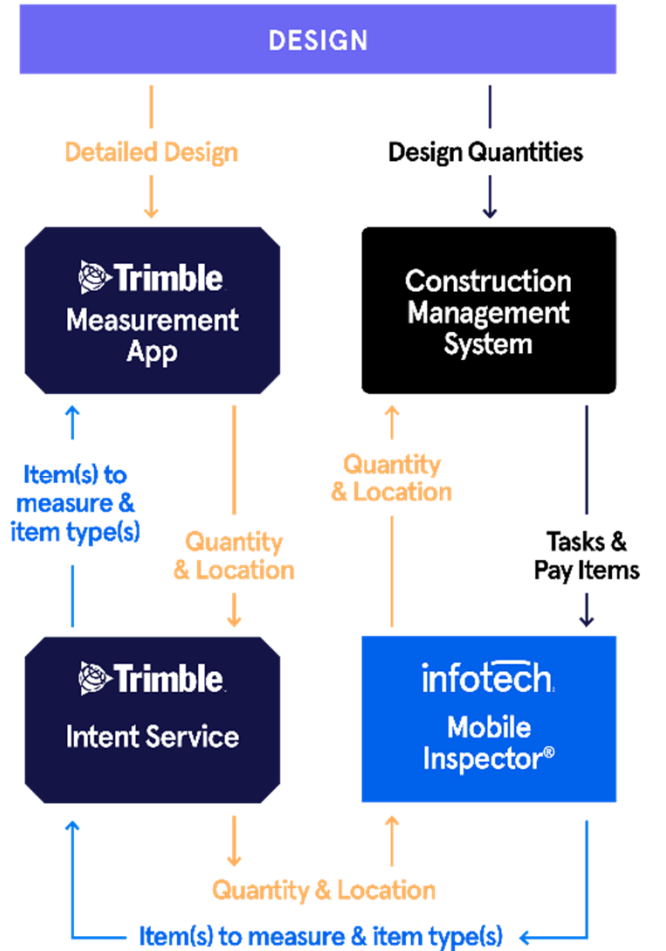 DESIGN
Detailed Design
Design Quantities
Trimble
Measurement
App
Construction
Management
System
Item(s) to
measure &
item type(s)
Quantity
& Location
Quantity
& Location
Tasks &
Pay Items
Trimble
Intent Service
infotech
Mobile
Inspector®
Quantity & Location
Item(s) to measure & item type(s)